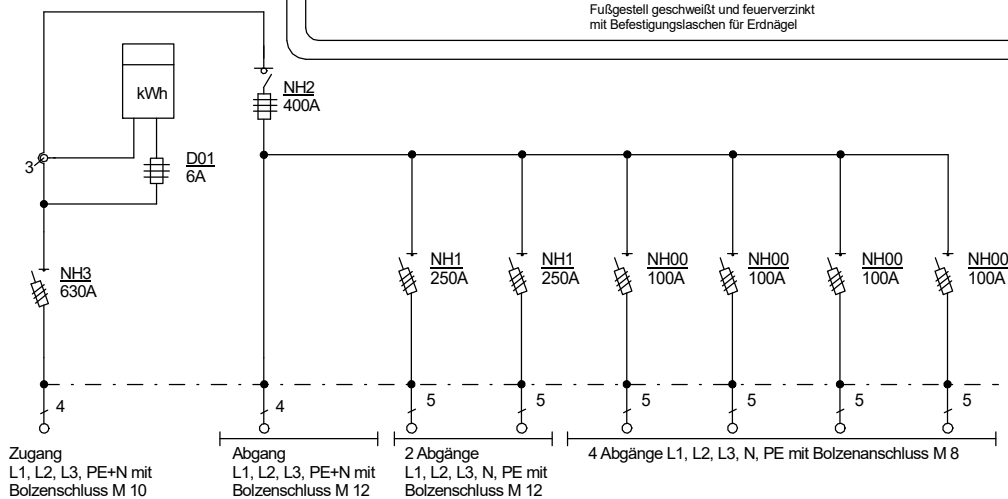 Fußgestell geschweißt und feuerverzinkt
mit Befestigungslaschen für Erdnägel
kWh
NH2
400A
3
D01
6A
NH3
630A
NH1
250A
NH1
250A
NH00
100A
NH00
100A
NH00
100A
NH00
100A
4
4
5
5
5
5
5
5
Zugang
L1, L2, L3, PE+N mit
Bolzenschluss M 10
Abgang
L1, L2, L3, PE+N mit
Bolzenschluss M 12
2 Abgänge
L1, L2, L3, N, PE mit
Bolzenschluss M 12
4 Abgänge L1, L2, L3, N, PE mit Bolzenanschluss M 8